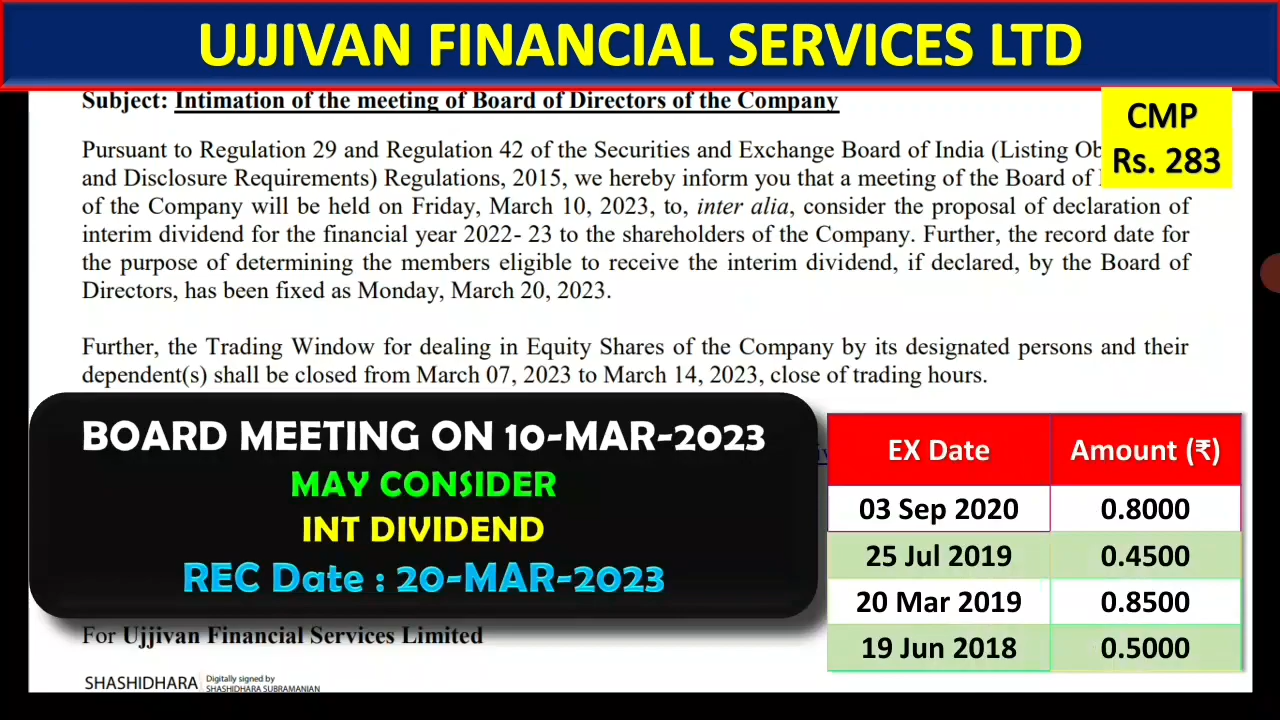 UJJIVAN FINANCIAL SERVICES LTD
Subject: Intimation of the meeting of Board of Directors of the Company
CMP
Rs. 283
Pursuant to Regulation 29 and Regulation 42 of the Securities and Exchange Board of India (Listing
and Disclosure Requirements) Regulations, 2015, we hereby inform you that a meeting of the Board of
of the Company will be held on Friday, March 10, 2023, to, inter alia, consider the proposal of declaration of
interim dividend for the financial year 2022- 23 to the shareholders of the Company. Further, the record date for
the purpose of determining the members eligible to receive the interim dividend, if declared, by the Board of
Directors, has been fixed as Monday, March 20, 2023.
Further, the Trading Window for dealing in Equity Shares of the Company by its designated persons and their
dependent(s) shall be closed from March 07, 2023 to March 14, 2023, close of trading hours.
BOARD MEETING ON 10-MAR-2023
MAY CONSIDER
INT DIVIDEND
REC Date : 20-MAR-2023
EX Date Amount (₹)
03 Sep 2020 0.8000
25 Jul 2019 0.4500
20 Mar 2019 0.8500
19 Jun 2018 0.5000
For Ujjivan Financial Services Limited
SHASHIDHARA
Digitally signed by
SHASHIDHARA SUBRAMANIAN